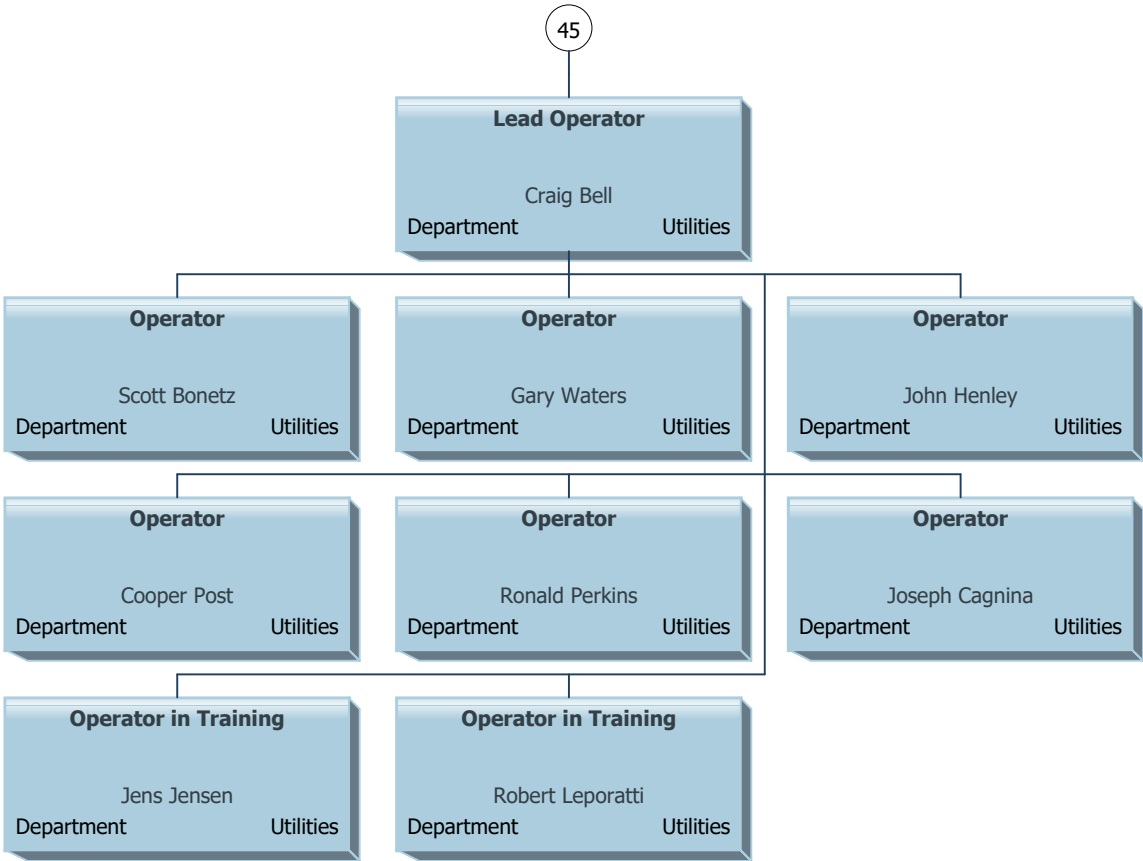 45
Lead Operator
Craig Bell
Department Utilities
Operator Operator Operator
Scott Bonetz Gary Waters John Henley
Department Utilities Department Utilities Department Utilities
Operator Operator Operator
Cooper Post Ronald Perkins Joseph Cagnina
Department Utilities Department Utilities Department Utilities
Operator in Training Operator in Training
Jens Jensen Robert Leporatti
Department Utilities Department Utilities